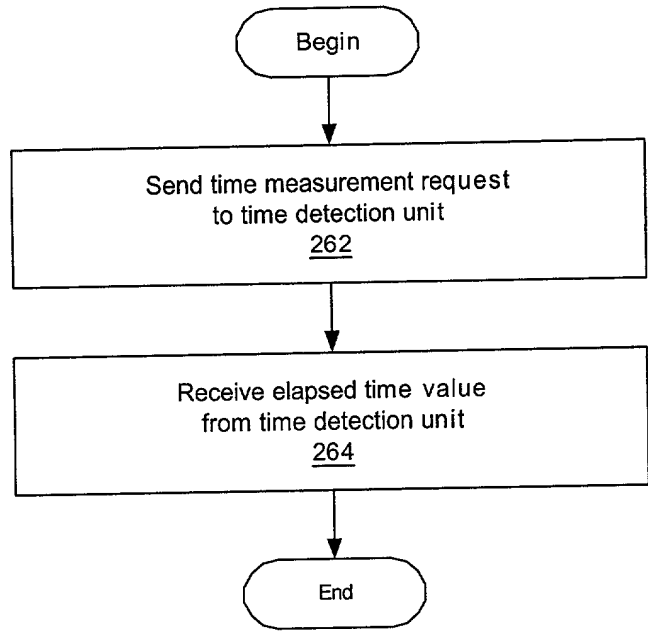 Begin
Send time measurement request
to time detection unit
262
Receive elapsed time value
from time detection unit
264
End